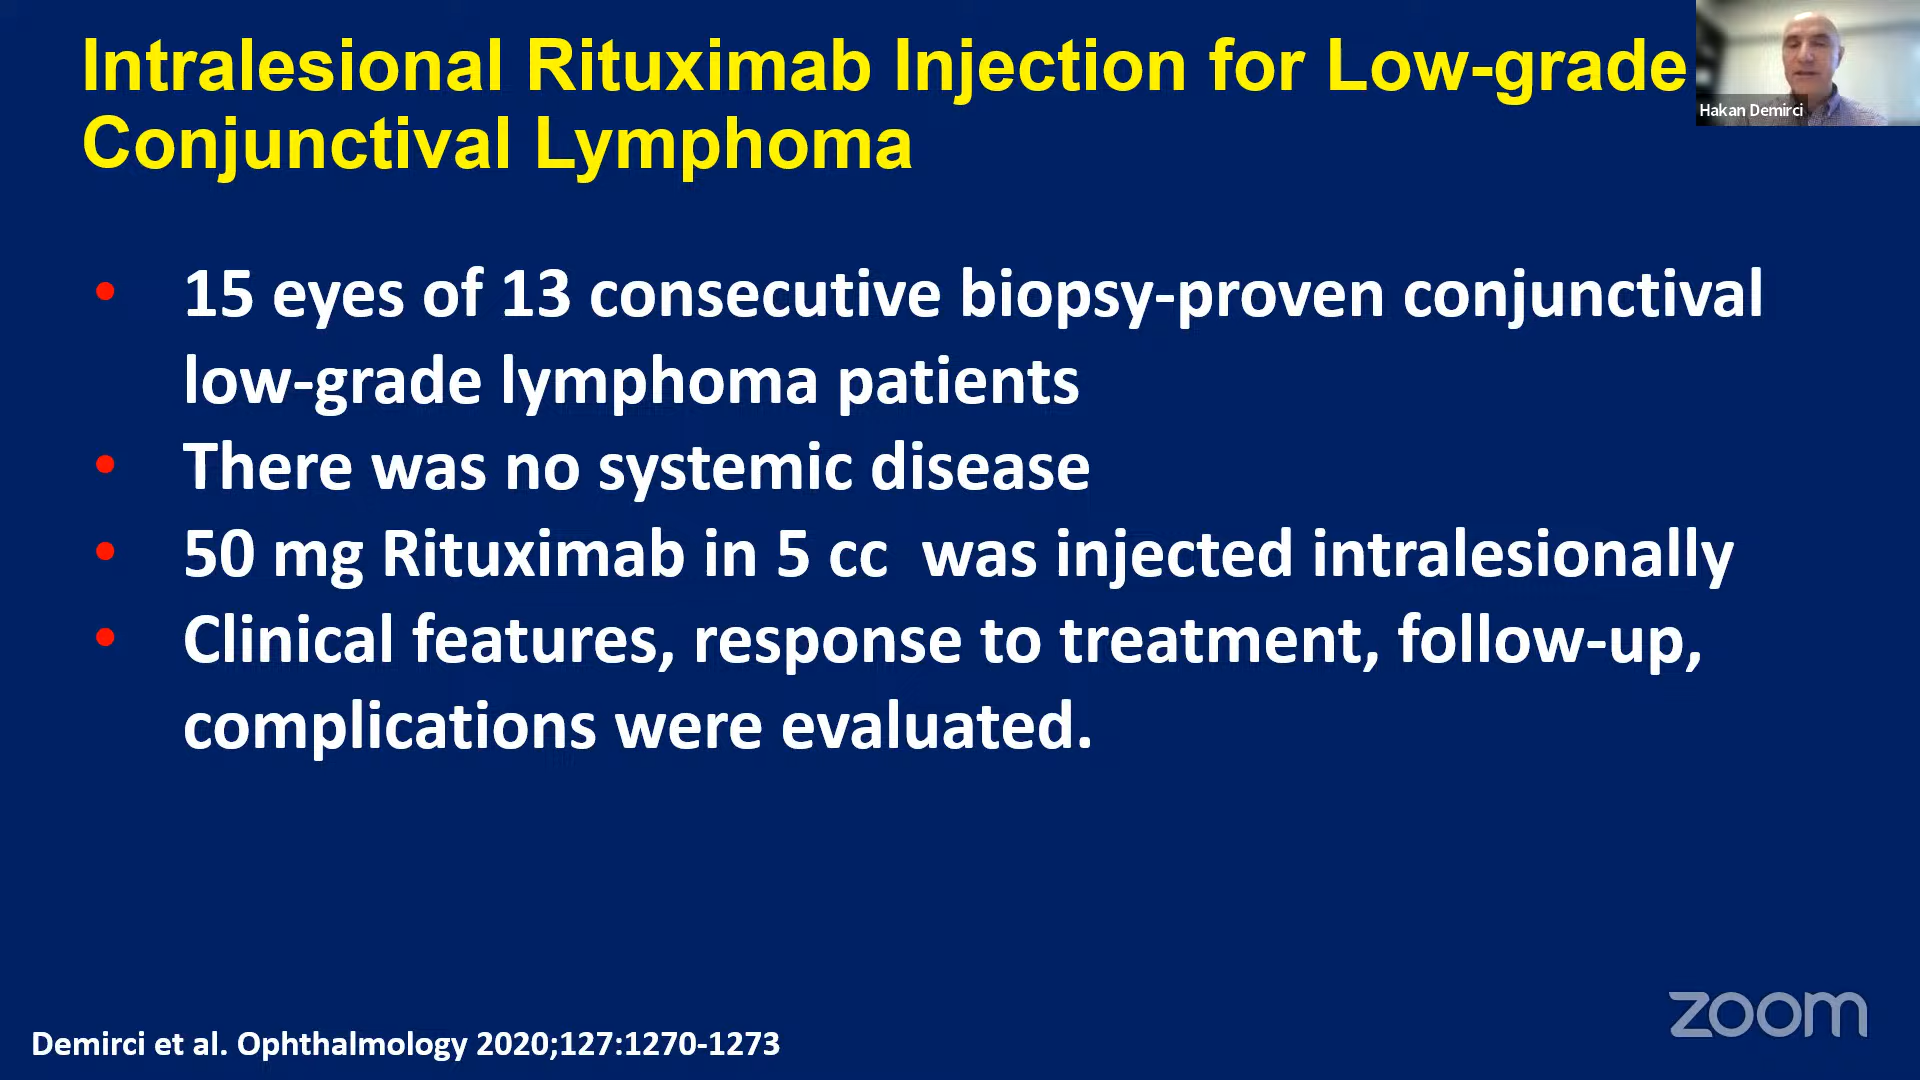 Intralesional Rituximab Injection for Low-grade
Conjunctival Lymphoma
Hakan Demirci
• 15 eyes of 13 consecutive biopsy-proven conjunctival
low-grade lymphoma patients
• There was no systemic disease
• 50 mg Rituximab in 5 cc  was injected intralesionally
• Clinical features, response to treatment, follow-up,
complications were evaluated.
Demirci et al. Ophthalmology 2020;127:1270-1273
zoom